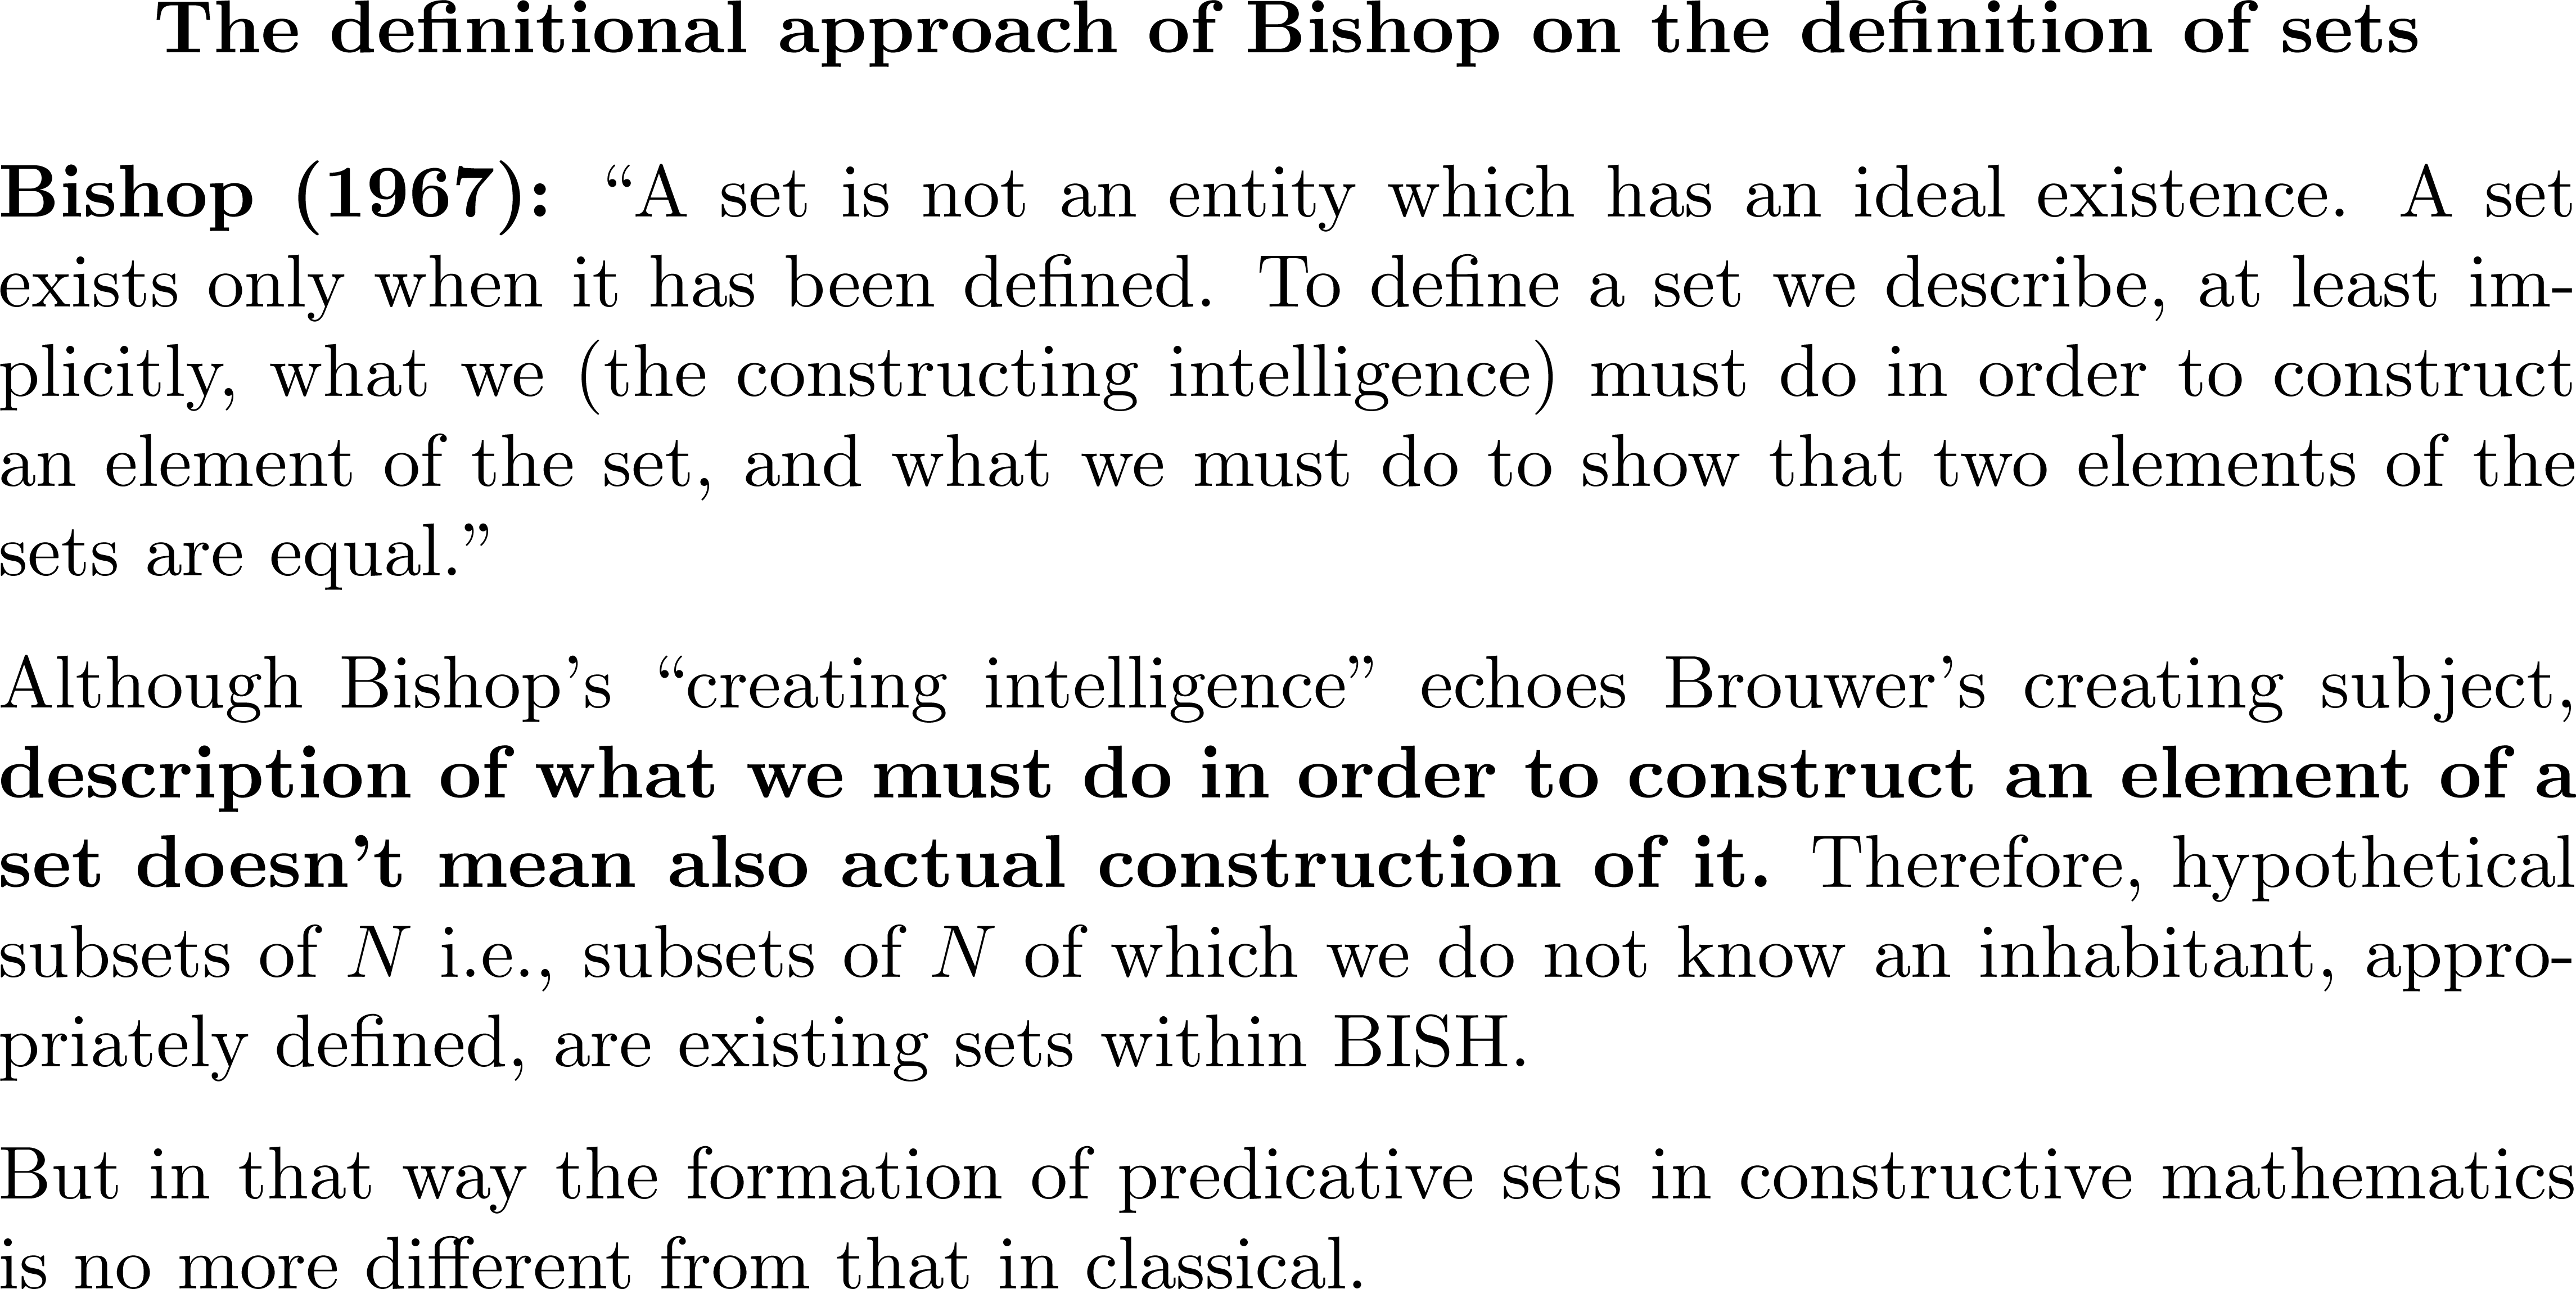 The definitional approach of Bishop on the definition of sets
Bishop (1967): “A set is not an entity which has an ideal existence. A set
exists only when it has been defined. To define a set we describe, at least im-
plicitly, what we (the constructing intelligence) must do in order to construct
an element of the set, and what we must do to show that two elements of the
sets are equal.”
Although Bishop’s “creating intelligence” echoes Brouwer’s creating subject,
description of what we must do in order to construct an element of a
set doesn’t mean also actual construction of it. Therefore, hypothetical
subsets of N i.e., subsets of N of which we do not know an inhabitant, appro-
priately defined, are existing sets within BISH.
But in that way the formation of predicative sets in constructive mathematics
is no more different from that in classical.